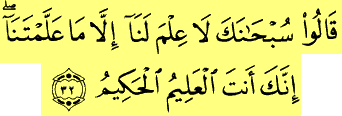 قَالُوا۟ سُبْحَـٰنَكَ لَا عِلْمَ لَنَآ إِلَّا مَا عَلَّمْتَنَآ ۖ
إِنَّكَ أَنتَ ٱلْعَلِيمُ ٱلْحَكِيمُ ٣٢